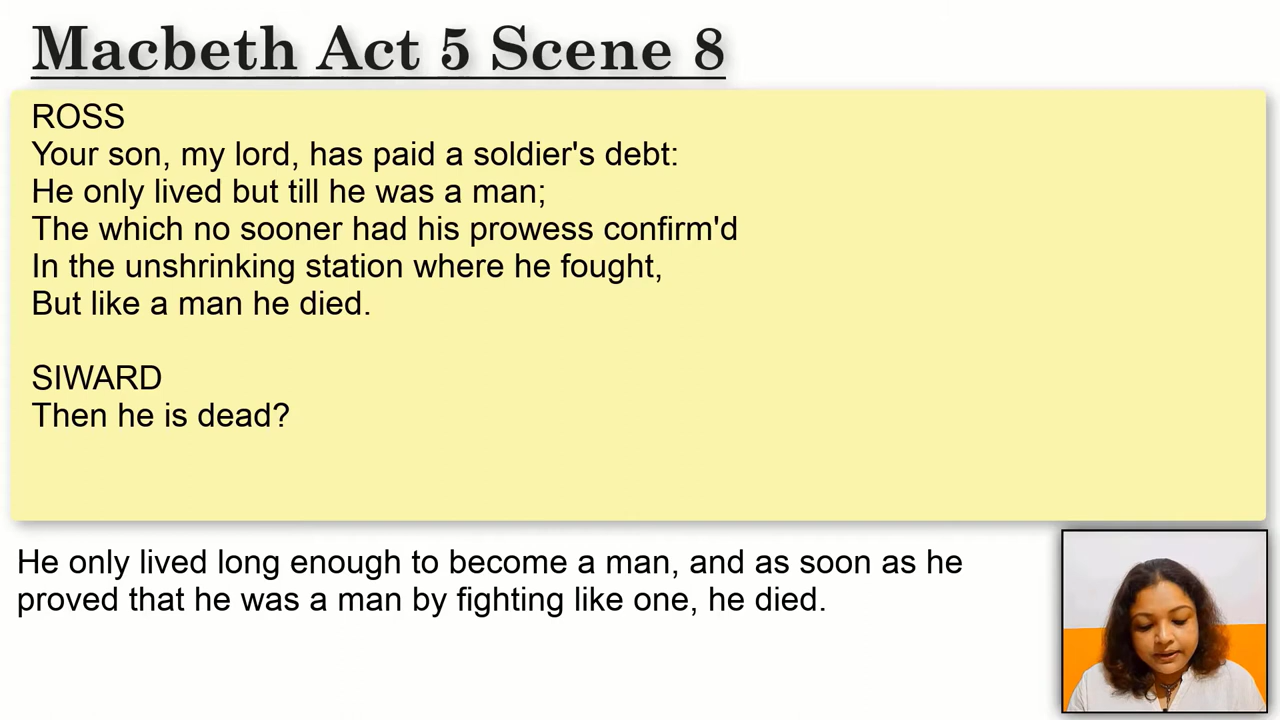 Macbeth Act 5 Scene 8
ROSS
Your son, my lord, has paid a soldier's debt:
He only lived but till he was a man;
The which no sooner had his prowess confirm'd
In the unshrinking station where he fought,
But like a man he died.
SIWARD
Then he is dead?
He only lived long enough to become a man, and as soon as he
proved that he was a man by fighting like one, he died.